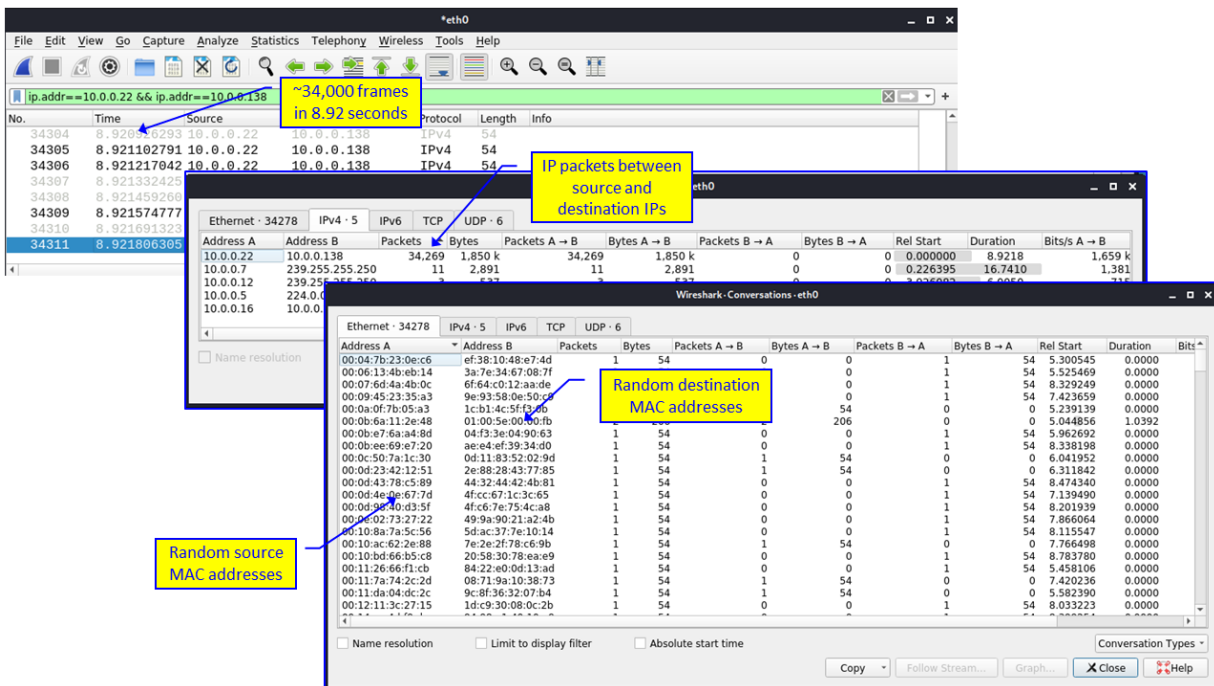 *eth0
File Edit View Go Capture Analyze Statistics Telephony Wireless Tools Help
ip.addr==10.0.0.22 && ip.addr==10.0.0.138
~34,000 frames
in 8.92 seconds
No. Time Source Protocol Length Info
34304 8.920926293 10.0.0.22 10.0.0.138 IPv4 54
34305 8.921102791 10.0.0.22 10.0.0.138 IPv4 54
34306 8.921217042 10.0.0.22 10.0.0.138 IPv4 54
34307 8.921332425
34308 8.921459260
34309 8.921574777
34310 8.921691323
34311 8.921806305
IP packets between
source and
destination IPs
eth0
Ethernet · 34278 IPv4 · 5 IPv6 TCP UDP · 6
Address A Address B Packets Bytes Packets A → B Bytes A → B Packets B → A Bytes B → A Rel Start Duration Bits/s A → B
10.0.0.22 10.0.0.138 34,269 1,850 k 34,269 1,850 k 0 0 0.000000 8.9218 1,659 k
10.0.0.7 239.255.255.250 11 2,891 11 2,891 0 0 0.226395 16.7410 1,381
10.0.0.12 239.255.255.250 3 537 3 537 0 0
10.0.0.5 224.0.0
10.0.0.16 10.0.0.
Name resolution
Wireshark · Conversations · eth0
Ethernet · 34278 IPv4 · 5 IPv6 TCP UDP · 6
Address A Address B Packets Bytes Packets A → B Bytes A → B Packets B → A Bytes B → A Rel Start Duration Bits
00:04:7b:23:0e:c6 ef:38:10:48:e7:4d 1 54 0 0 1 54 5.300545 0.0000
00:06:13:4b:eb:14 3a:7e:34:67:08:7f 0 1 54 5.525469 0.0000
00:07:6d:4a:4b:0c 6f:64:c0:12:aa:de 0 1 54 8.329249 0.0000
00:09:45:23:35:a3 9e:93:58:0e:50:c9 0 1 54 7.423659 0.0000
00:0a:0f:7b:05:a3 1c:b1:4c:5f:f3:0b 54 0 0 5.239139 0.0000
00:0b:6a:11:2e:48 01:00:5e:00:00:fb 206 0 0 5.044856 1.0392
00:0b:e7:6a:a4:8d 04:f3:3e:04:90:63 1 54 0 0 1 54 5.962692 0.0000
00:0b:ee:69:e7:20 ae:e4:ef:39:34:d0 1 54 0 0 1 54 8.338198 0.0000
00:0c:50:7a:1c:30 0d:11:83:52:02:9d 1 54 1 54 0 0 6.041952 0.0000
00:0d:23:42:12:51 2e:88:28:43:77:85 1 54 1 54 0 0 6.311842 0.0000
00:0d:43:78:c5:89 44:32:44:42:4b:81 1 54 0 0 1 54 8.474340 0.0000
00:0d:4e:0e:67:7d 4f:cc:67:1c:3c:65 1 54 0 0 1 54 7.139490 0.0000
00:0d:98:40:d3:5f 4f:c6:7e:75:4c:a8 1 54 0 0 1 54 8.201939 0.0000
00:0e:02:73:27:22 49:9a:90:21:a2:4b 1 54 0 0 1 54 7.866064 0.0000
00:10:8a:7a:5c:56 5d:ac:37:7e:10:14 1 54 0 0 1 54 8.115547 0.0000
00:10:ac:62:2e:88 7e:2e:2f:78:c6:9b 1 54 1 54 0 0 7.766498 0.0000
00:10:bd:66:b5:c8 20:58:30:78:ea:e9 1 54 0 0 1 54 8.783780 0.0000
00:11:26:66:f1:cb 84:22:e0:0d:13:ad 1 54 0 0 1 54 5.458106 0.0000
00:11:7a:74:2c:2d 08:71:9a:10:38:73 1 54 1 54 0 0 7.420236 0.0000
00:11:da:04:dc:2c 9c:8f:36:32:07:b4 1 54 1 54 0 0 5.582390 0.0000
00:12:11:3c:27:15 1d:c9:30:08:0c:2b 1 54 0 0 1 54 8.033223 0.0000
Random destination
MAC addresses
Random source
MAC addresses
Name resolution Limit to display filter Absolute start time Conversation Types
Copy Follow Stream... Graph... Close Help